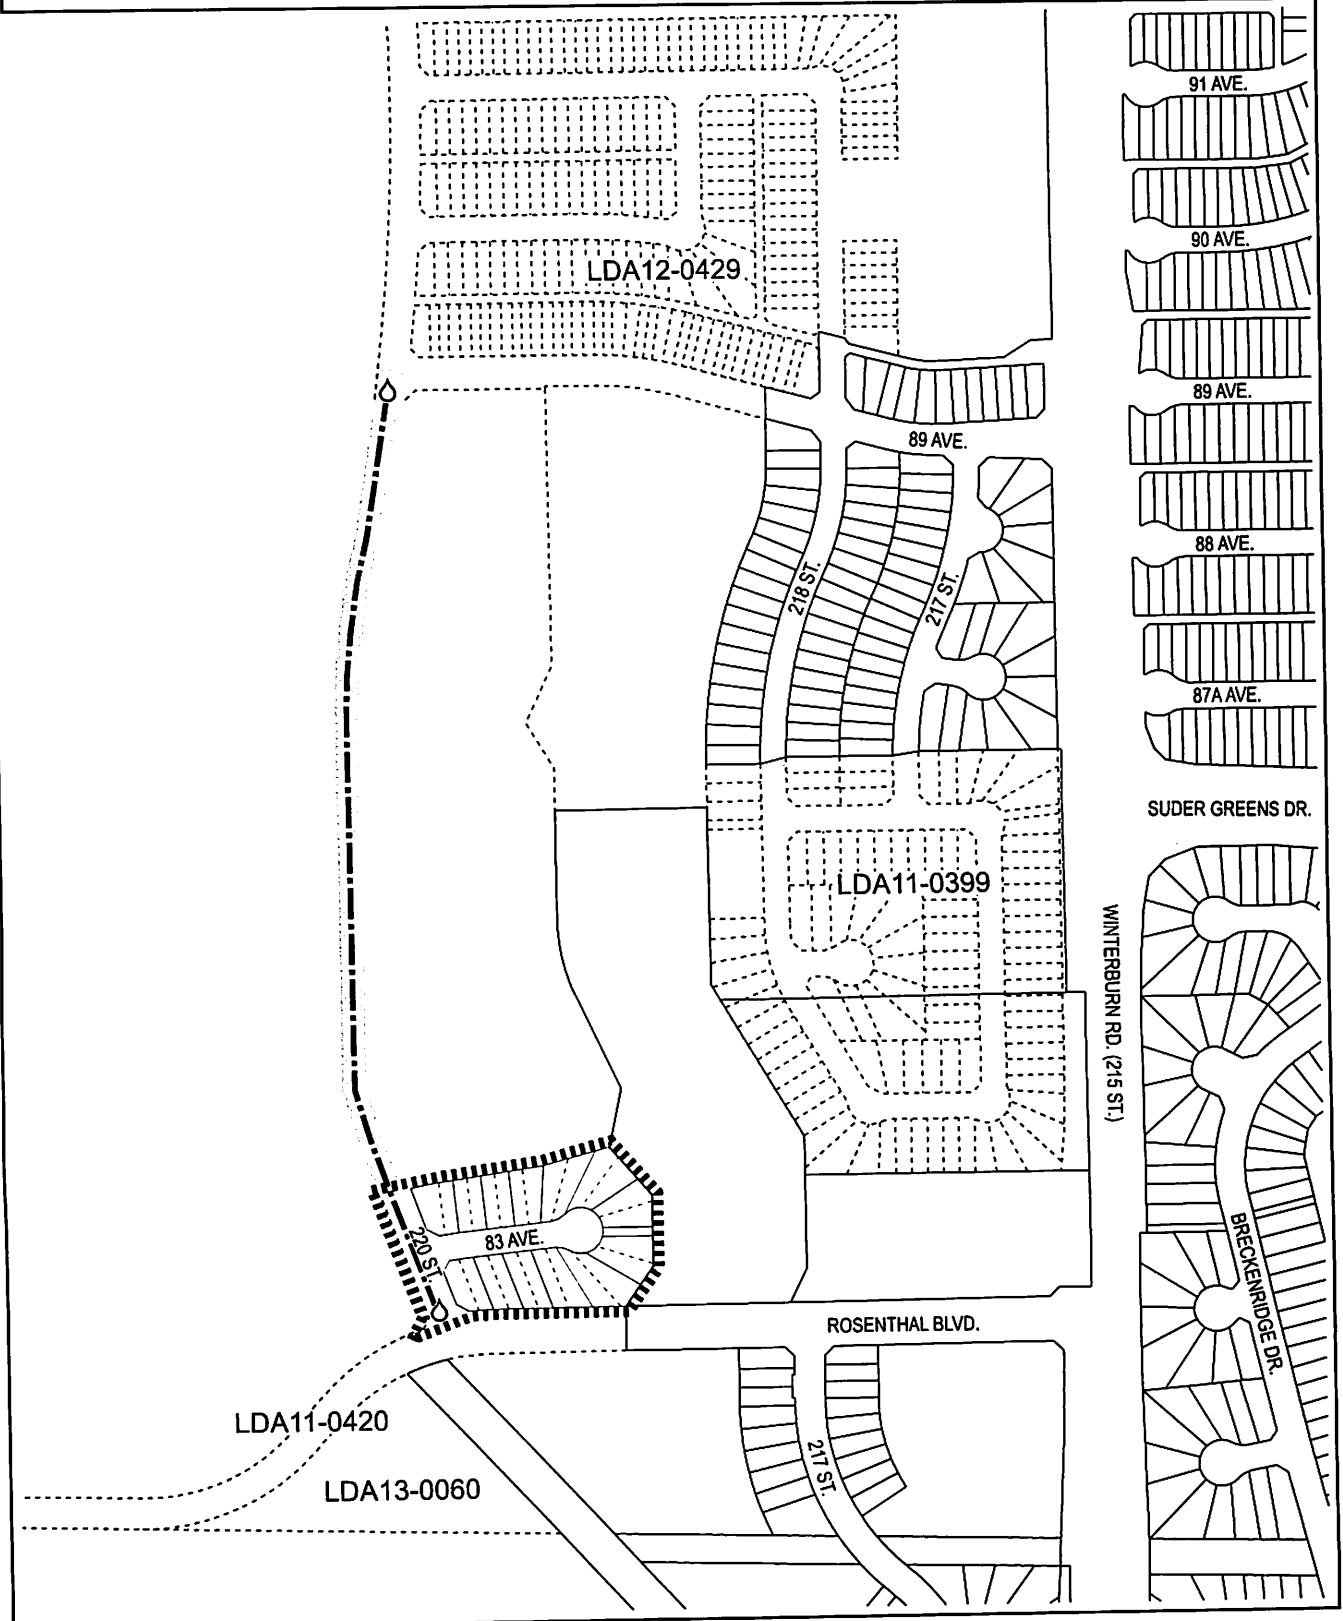 91 AVE.
90 AVE.
LDA12-0429
89 AVE.
89 AVE.
88 AVE.
218 ST.
217 ST.
87A AVE.
SUDER GREENS DR.
LDA11-0399
WINTERBURN RD. (215 ST.)
220 ST.
83 AVE.
BRECKENRIDGE DR.
ROSENTHAL BLVD.
LDA11-0420
217 ST.
LDA13-0060